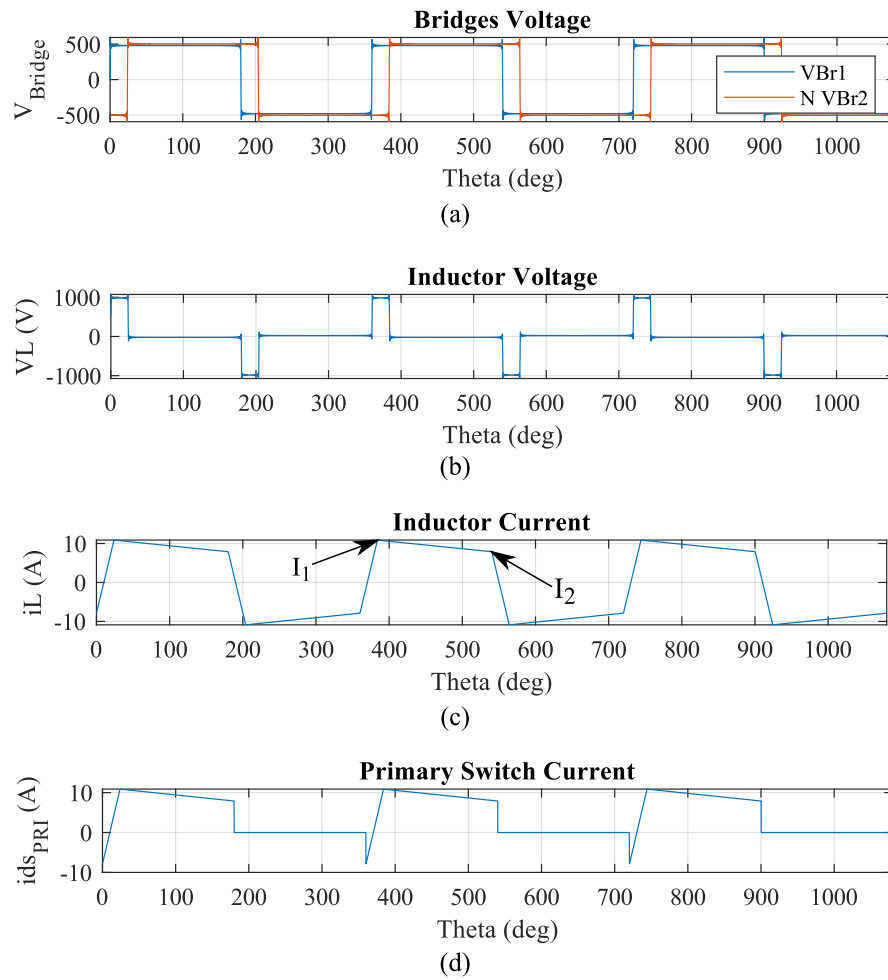 Bridges Voltage
V_Bridge
500
0
-500
VBr1
N VBr2
0 100 200 300 400 500 600 700 800 900 1000
Theta (deg)
(a)
Inductor Voltage
VL (V)
1000
0
-1000
0 100 200 300 400 500 600 700 800 900 1000
Theta (deg)
(b)
Inductor Current
iL (A)
10
0
-10
I₁
I₂
0 100 200 300 400 500 600 700 800 900 1000
Theta (deg)
(c)
Primary Switch Current
ids_PRI (A)
10
0
-10
0 100 200 300 400 500 600 700 800 900 1000
Theta (deg)
(d)